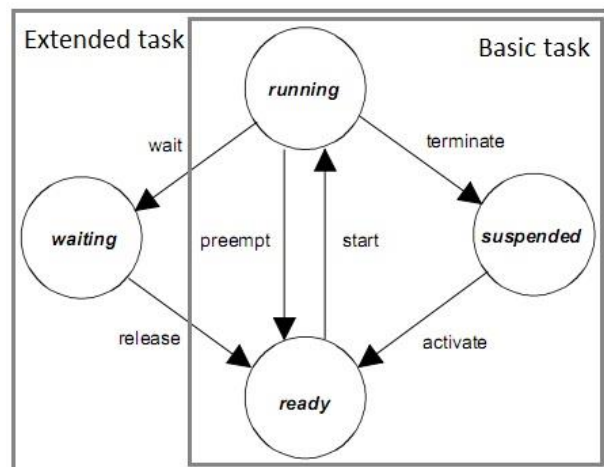 Extended task
Basic task
running
wait
terminate
waiting
preempt
start
suspended
release
activate
ready